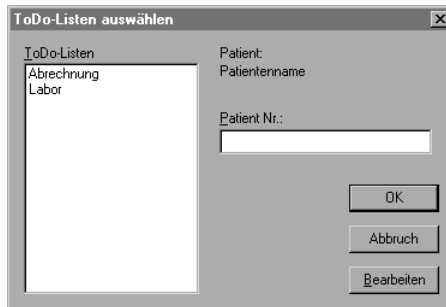 ToDo-Listen auswählen
ToDo-Listen
Abrechnung
Labor
Patient:
Patientenname
Patient Nr.:
OK
Abbruch
Bearbeiten